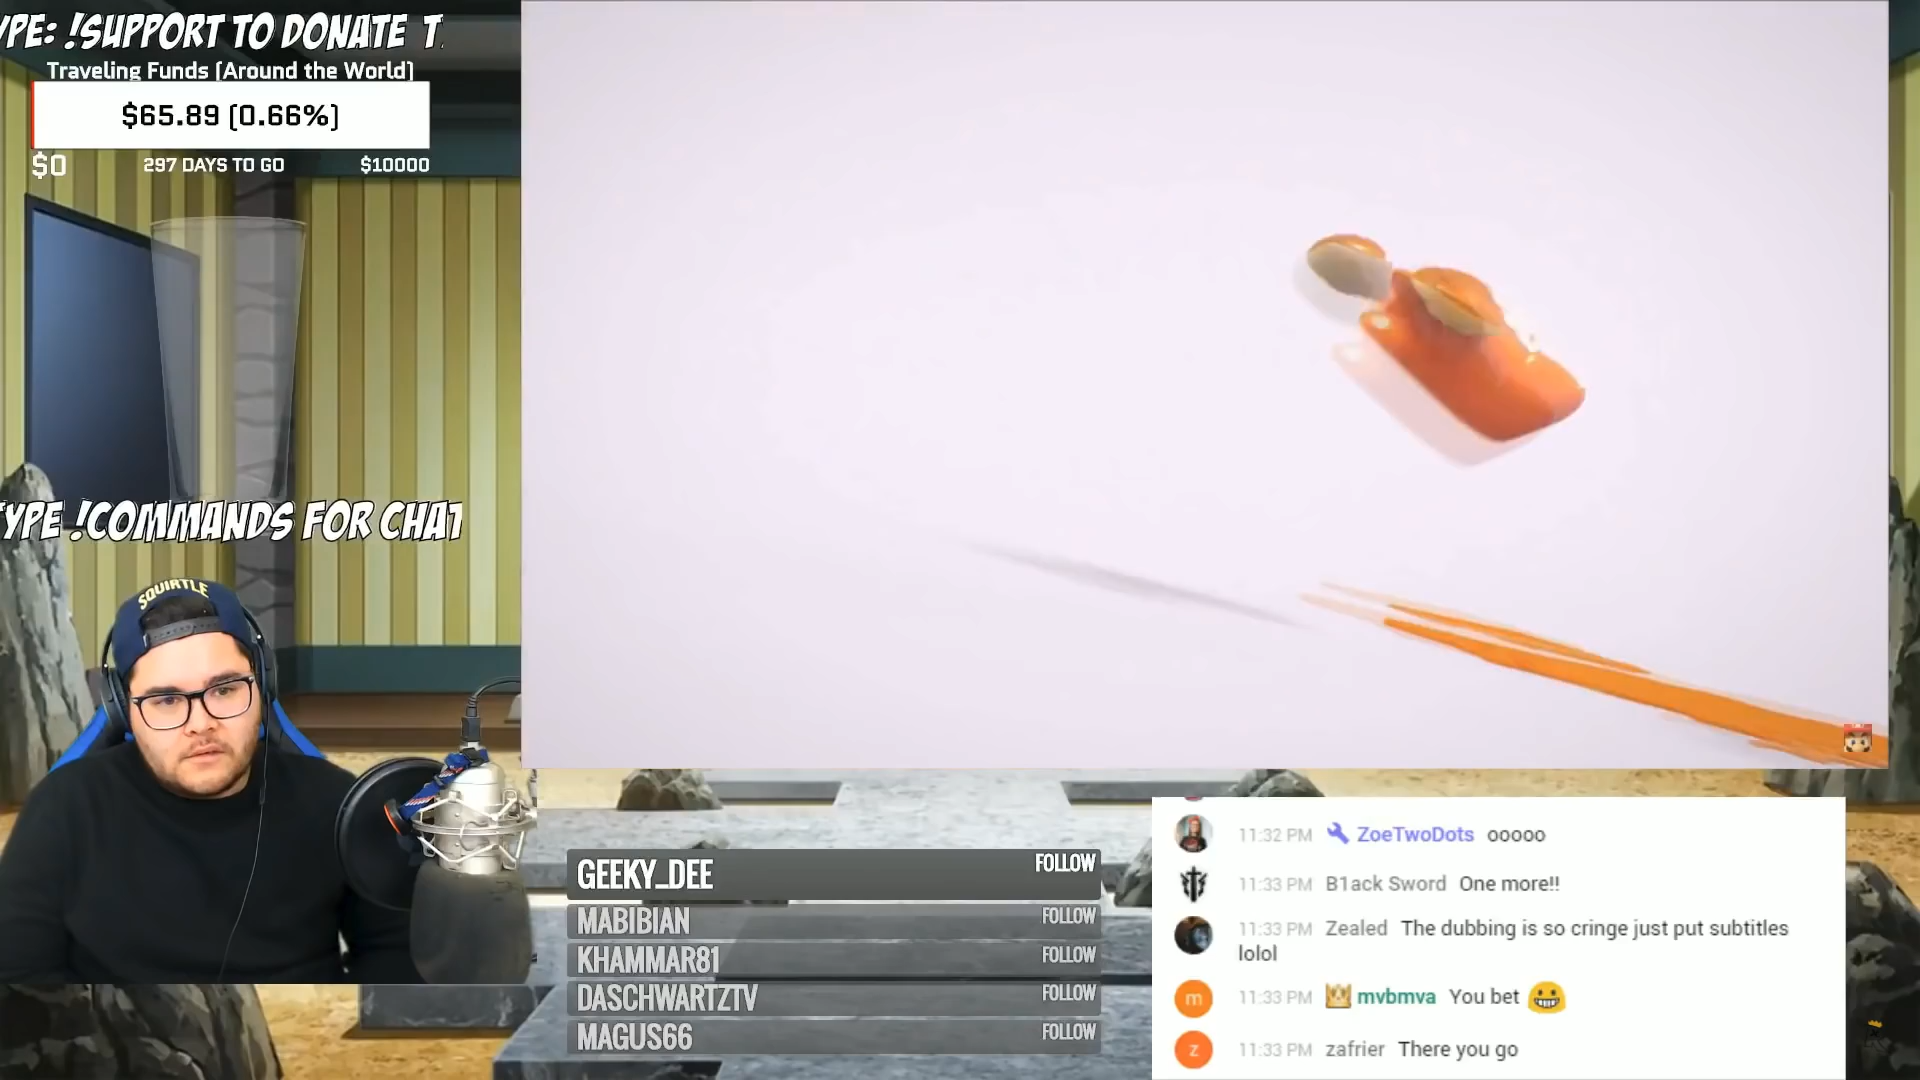 YPE: !SUPPORT TO DONATE T
Traveling Funds [Around the World]
$65.89 (0.66%)
$0 297 DAYS TO GO $10000
TYPE !COMMANDS FOR CHAT
SQUIRTLE
GEEKY_DEE FOLLOW
MABIBIAN FOLLOW
KHAMMAR81 FOLLOW
DASCHWARTZTV FOLLOW
MAGUS66 FOLLOW
11:32 PM ZoeTwoDots ooooo
11:33 PM B1ack Sword One more!!
11:33 PM Zealed The dubbing is so cringe just put subtitles
lolol
m 11:33 PM mvbmva You bet 😁
z 11:33 PM zafrier There you go